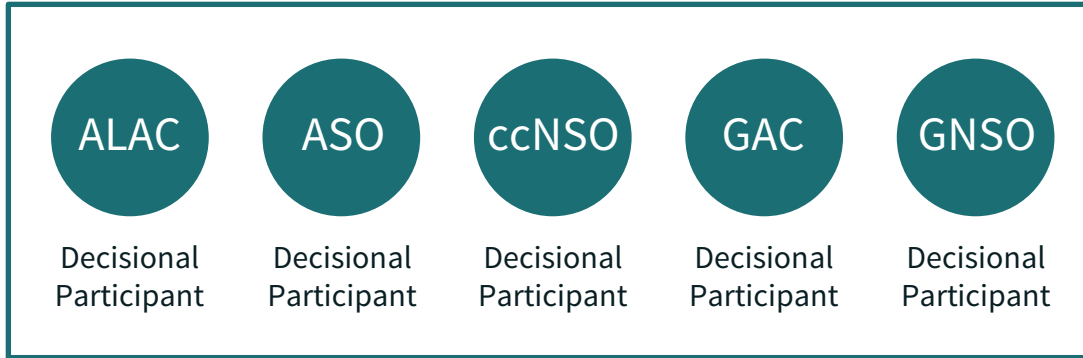 ALAC
ASO
ccNSO
GAC
GNSO
Decisional
Participant
Decisional
Participant
Decisional
Participant
Decisional
Participant
Decisional
Participant